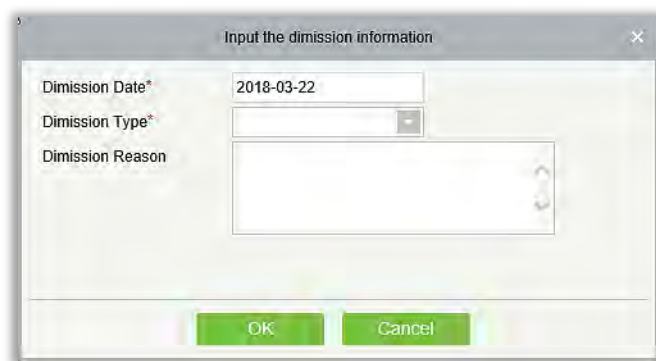 Input the dimission information
Dimission Date* 2018-03-22
Dimission Type*
Dimission Reason
OK Cancel